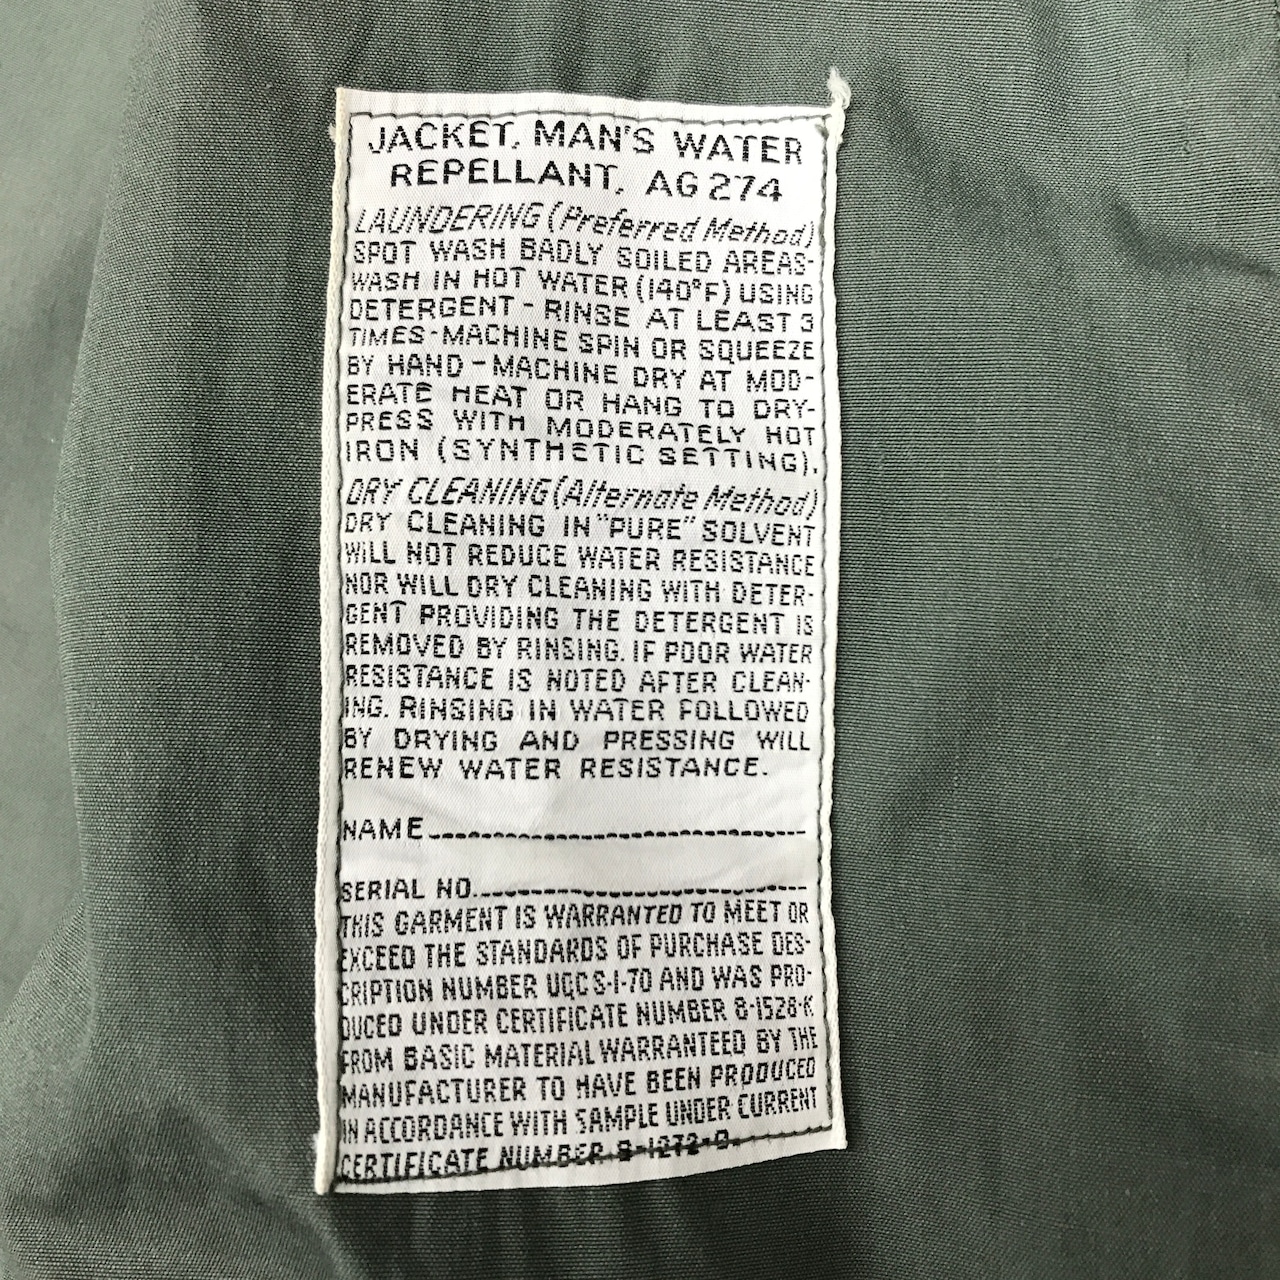 JACKET, MAN'S WATER
REPELLANT, AG 274
LAUNDERING (Preferred Method)
SPOT WASH BADLY SOILED AREAS-
WASH IN HOT WATER (140°F) USING
DETERGENT - RINSE AT LEAST 3
TIMES-MACHINE SPIN OR SQUEEZE
BY HAND - MACHINE DRY AT MOD-
ERATE HEAT OR HANG TO DRY-
PRESS WITH MODERATELY HOT
IRON (SYNTHETIC SETTING).
DRY CLEANING (Alternate Method)
DRY CLEANING IN "PURE" SOLVENT
WILL NOT REDUCE WATER RESISTANCE
NOR WILL DRY CLEANING WITH DETER-
GENT PROVIDING THE DETERGENT IS
REMOVED BY RINSING. IF POOR WATER
RESISTANCE IS NOTED AFTER CLEAN-
ING. RINSING IN WATER FOLLOWED
BY DRYING AND PRESSING WILL
RENEW WATER RESISTANCE.
NAME
SERIAL NO.
THIS GARMENT IS WARRANTED TO MEET OR
EXCEED THE STANDARDS OF PURCHASE DES-
CRIPTION NUMBER UQCS-1-70 AND WAS PRO-
DUCED UNDER CERTIFICATE NUMBER 8-1528-K
FROM BASIC MATERIAL WARRANTEED BY THE
MANUFACTURER TO HAVE BEEN PRODUCED
IN ACCORDANCE WITH SAMPLE UNDER CURRENT
CERTIFICATE NUMBER